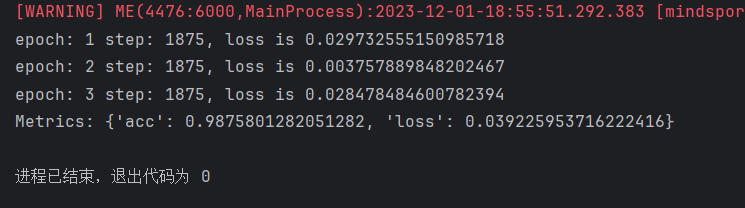 [WARNING] ME(4476:6000,MainProcess):2023-12-01-18:55:51.292.383 [mindspor
epoch: 1 step: 1875, loss is 0.029732555150985718
epoch: 2 step: 1875, loss is 0.003757889848202467
epoch: 3 step: 1875, loss is 0.028478484600782394
Metrics: {'acc': 0.9875801282051282, 'loss': 0.039225953716222416}
进程已结束，退出代码为 0